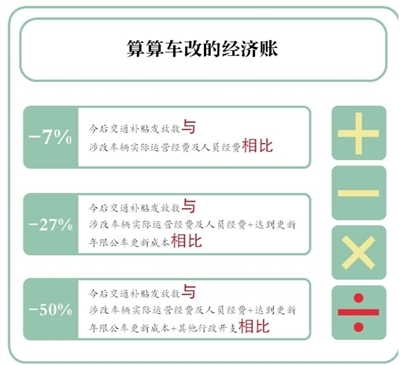 算算车改的经济账
−7%
今后交通补贴发放数与
涉改车辆实际运营经费及人员经费相比
−27%
今后交通补贴发放数与
涉改车辆实际运营经费及人员经费+达到更新
年限公车更新成本相比
−50%
今后交通补贴发放数与
涉改车辆实际运营经费及人员经费+达到更新
年限公车更新成本+其他行政开支相比
+
−
×
÷